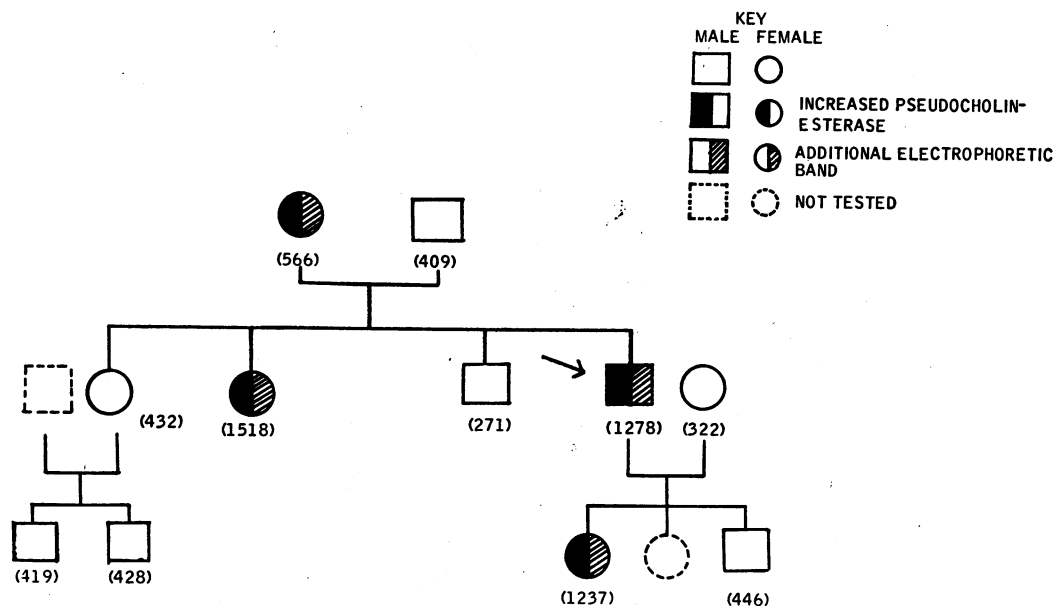 KEY
MALE FEMALE
INCREASED PSEUDOCHOLIN-
ESTERASE
ADDITIONAL ELECTROPHORETIC
BAND
NOT TESTED
(566) (409)
(432) (1518) (271) (1278) (322)
(419) (428) (1237) (446)